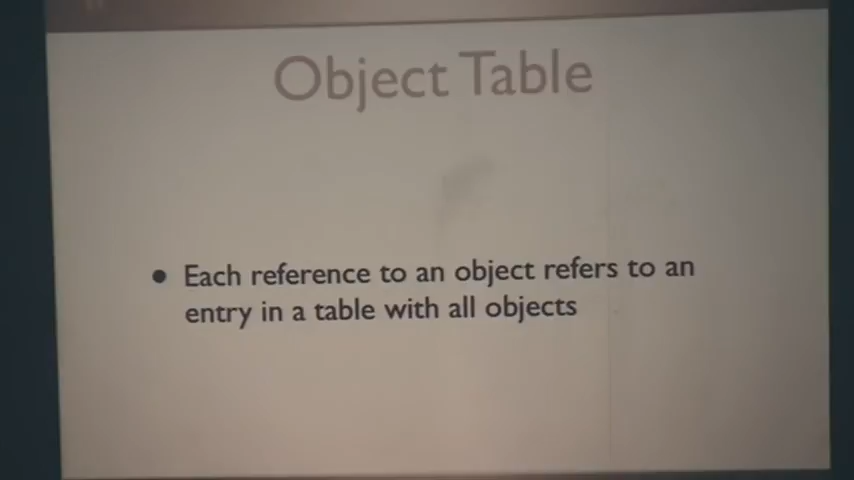 Object Table
• Each reference to an object refers to an
entry in a table with all objects